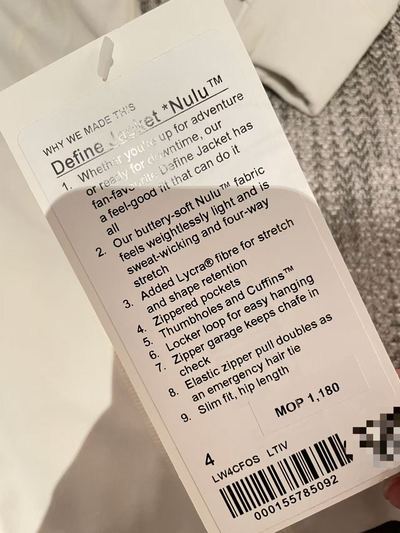 WHY WE MADE THIS
Define Jacket *Nulu™
1. Whether you're up for adventure
or ready for downtime, our
fan-favourite Define Jacket has
a feel-good fit that can do it
all
2. Our buttery-soft Nulu™ fabric
feels weightlessly light and is
sweat-wicking and four-way
stretch
3. Added Lycra® fibre for stretch
and shape retention
4. Zippered pockets
5. Thumbholes and Cuffins™
6. Locker loop for easy hanging
7. Zipper garage keeps chafe in
check
8. Elastic zipper pull doubles as
an emergency hair tie
9. Slim fit, hip length
MOP 1,180
4
LW4CFOS LTIV
000155785092